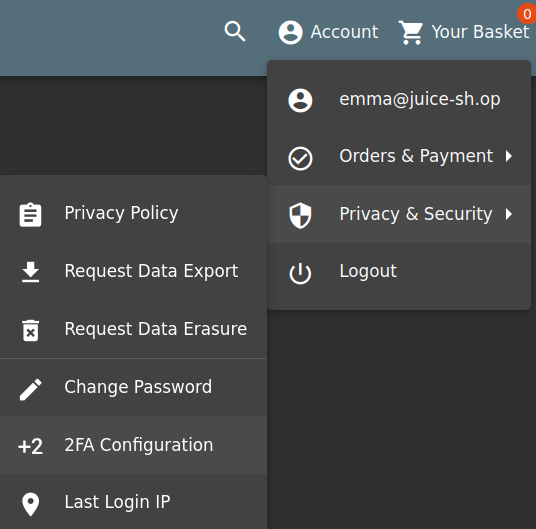 0
Account
Your Basket
emma@juice-sh.op
Orders & Payment
Privacy & Security
Logout
Privacy Policy
Request Data Export
Request Data Erasure
Change Password
+2 2FA Configuration
Last Login IP